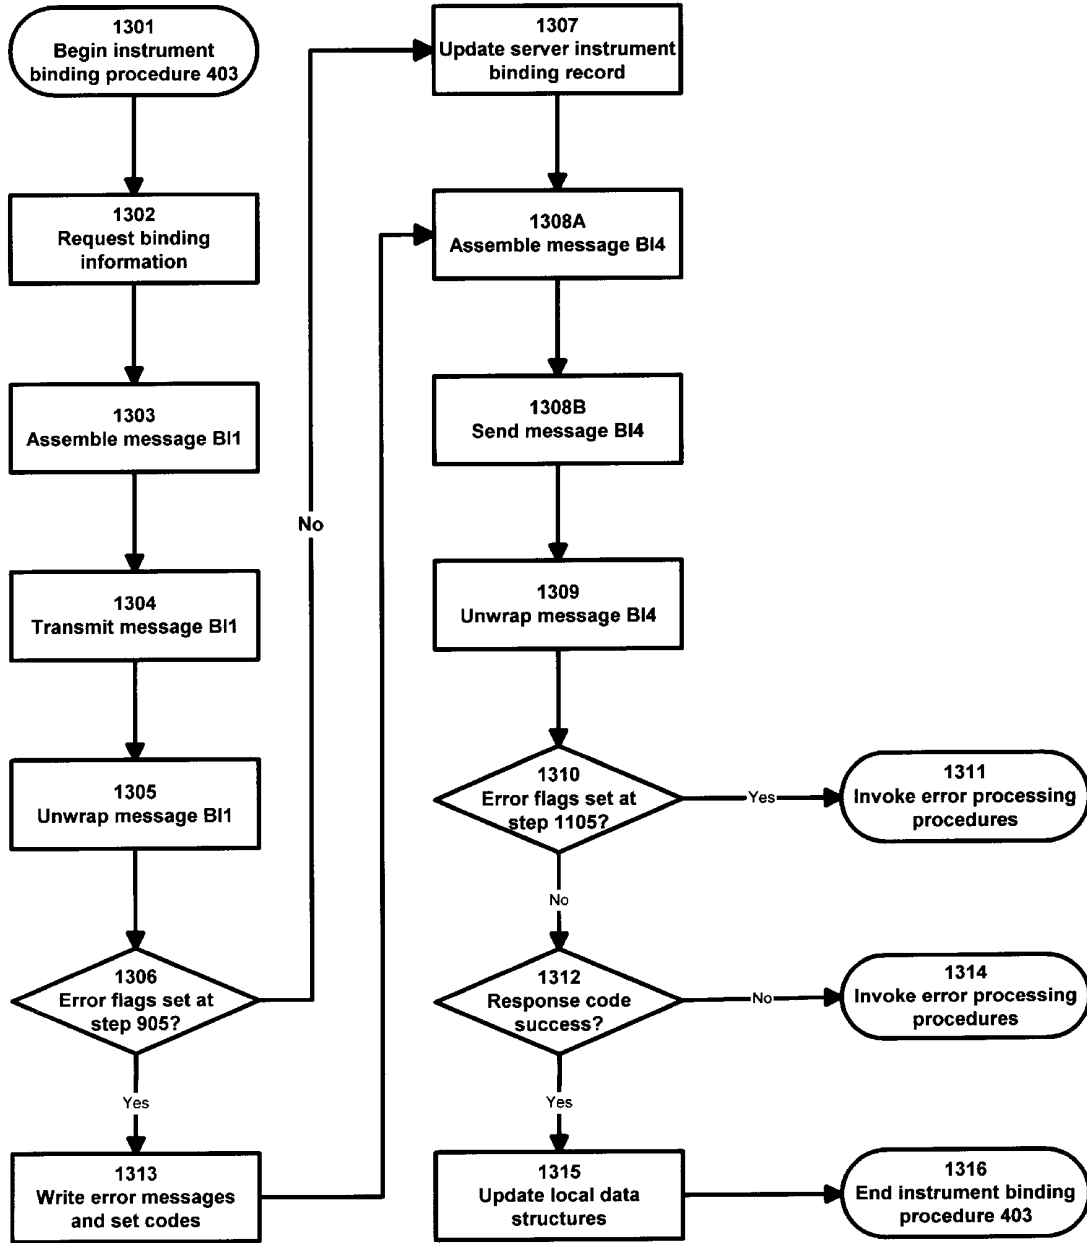 1301
Begin instrument
binding procedure 403
1302
Request binding
information
1303
Assemble message BI1
1304
Transmit message BI1
1305
Unwrap message BI1
1306
Error flags set at
step 905?
No
Yes
1313
Write error messages
and set codes
1307
Update server instrument
binding record
1308A
Assemble message BI4
1308B
Send message BI4
1309
Unwrap message BI4
1310
Error flags set at
step 1105?
Yes
1311
Invoke error processing
procedures
No
1312
Response code
success?
No
1314
Invoke error processing
procedures
Yes
1315
Update local data
structures
1316
End instrument binding
procedure 403